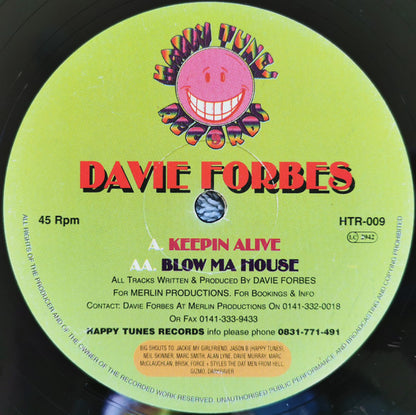 HAPPY TUNES
RECORDS
DAVIE FORBES
45 Rpm
HTR-009
LC 2942
A. KEEPIN ALIVE
AA. BLOW MA HOUSE
All Tracks Written & Produced By DAVIE FORBES
For MERLIN PRODUCTIONS. For Bookings & Info
Contact: Davie Forbes At Merlin Productions On 0141-332-0018
Or Fax 0141-333-9433
HAPPY TUNES RECORDS info please phone 0831-771-491
BIG SHOUTS TO: JACKIE MY GIRLFRIEND, JASON B (HAPPY TUNES),
NEIL SKINNER, MARC SMITH, ALAN LOVE, DAVIE MURRAY, MARC
McCLAUGHLAN, BRISK, FORCE + STYLES THE DAT MEN FROM HELL,
GIZMO,
ALL RIGHTS OF THE PRODUCER AND OF THE OWNER OF THE RECORDED WORK RESERVED. UNAUTHORISED PUBLIC PERFORMANCE, BROADCASTING AND COPYING PROHIBITED